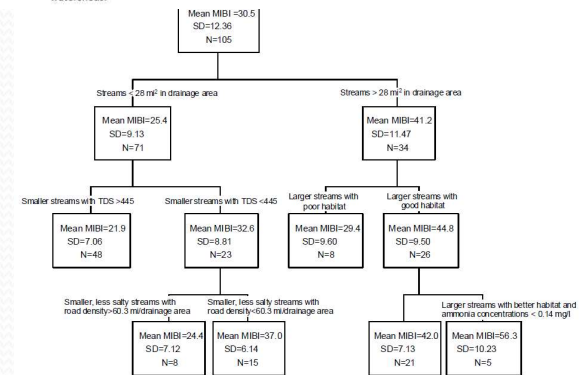 Mean MIBI =30.5
SD=12.36
N=105
Streams < 28 mi² in drainage area
Streams > 28 mi² in drainage area
Mean MIBI=25.4
SD=9.13
N=71
Mean MIBI=41.2
SD=11.47
N=34
Smaller streams with TDS >445
Smaller streams with TDS <445
Larger streams with
poor habitat
Larger streams with
good habitat
Mean MIBI=21.9
SD=7.06
N=48
Mean MIBI=32.6
SD=8.81
N=23
Mean MIBI=29.4
SD=9.60
N=8
Mean MIBI=44.8
SD=9.50
N=26
Smaller, less salty streams with
road density>60.3 mi/drainage area
Smaller, less salty streams with
road density<60.3 mi/drainage area
Larger streams with better habitat and
ammonia concentrations < 0.14 mg/l
Mean MIBI=24.4
SD=7.12
N=8
Mean MIBI=37.0
SD=6.14
N=15
Mean MIBI=42.0
SD=7.13
N=21
Mean MIBI=56.3
SD=10.23
N=5